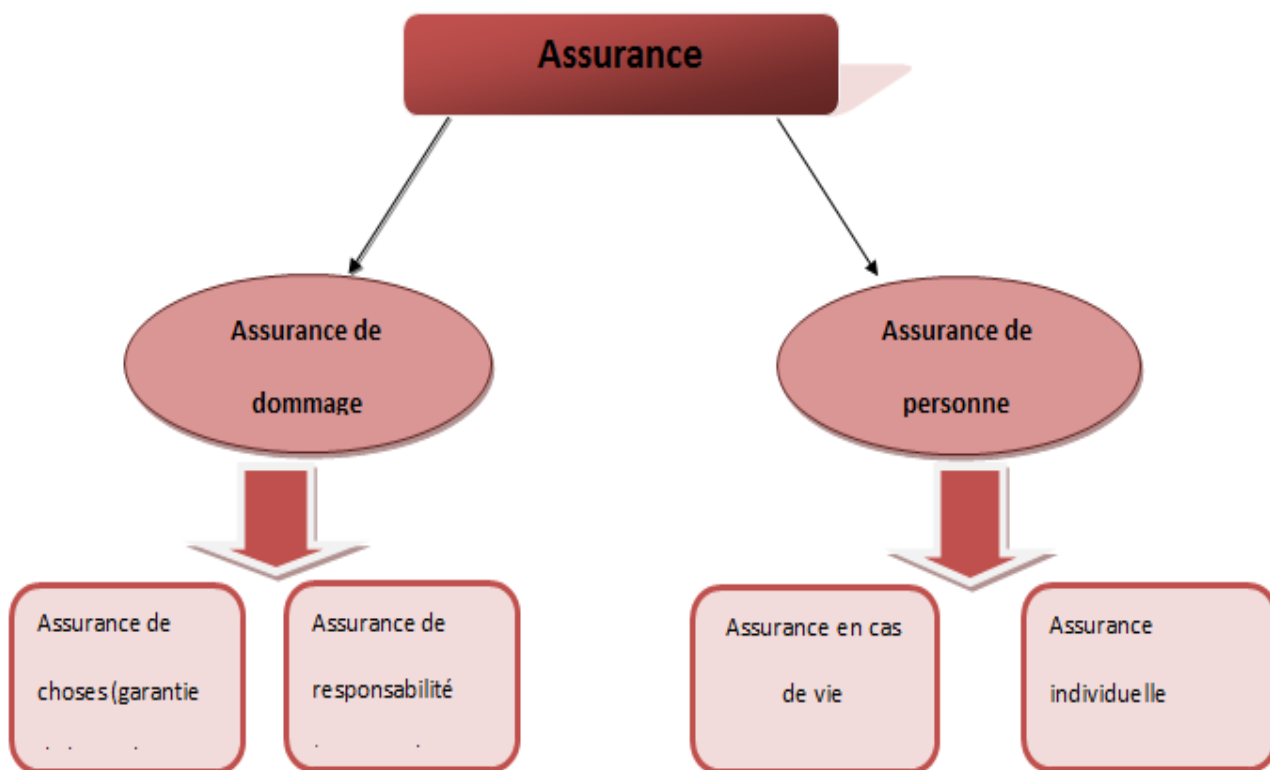 Assurance
Assurance de
dommage
Assurance de
personne
Assurance de
choses(garantie
Assurance de
responsabilité
Assurance en cas
de vie
Assurance
individuelle